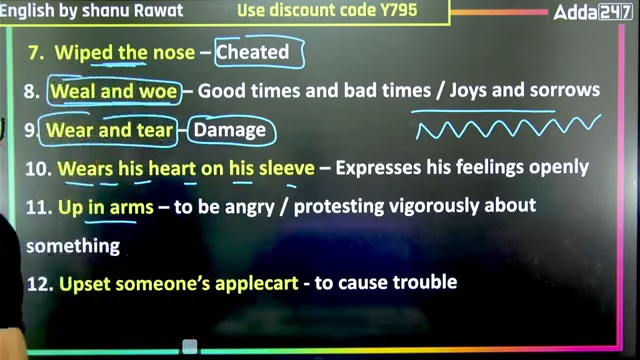 English by shanu Rawat
Use discount code Y795
Adda247
7. Wiped the nose – Cheated
8. Weal and woe – Good times and bad times / Joys and sorrows
9. Wear and tear – Damage
10. Wears his heart on his sleeve – Expresses his feelings openly
11. Up in arms – to be angry / protesting vigorously about
something
12. Upset someone's applecart - to cause trouble